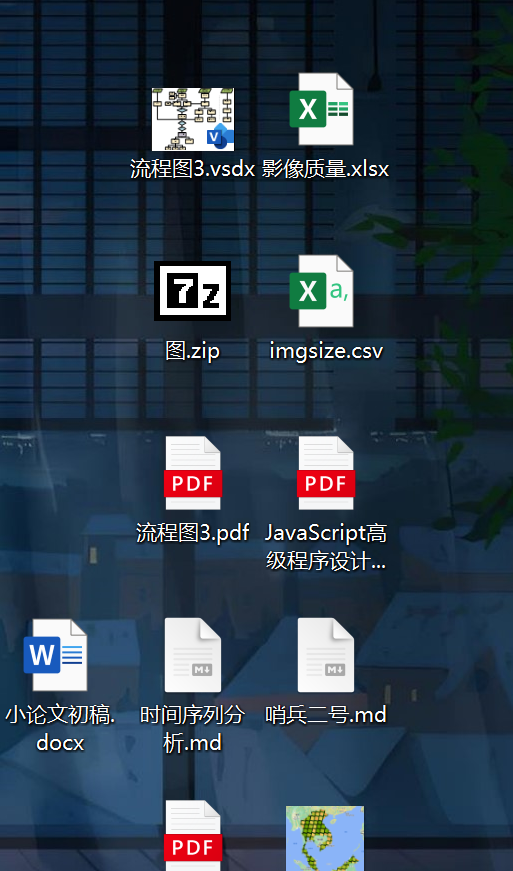 流程图3.vsdx
影像质量.xlsx
7z
图.zip
a,
imgsize.csv
PDF
流程图3.pdf
PDF
JavaScript高
级程序设计...
W
小论文初稿.
docx
M
时间序列分
析.md
M
哨兵二号.md
PDF